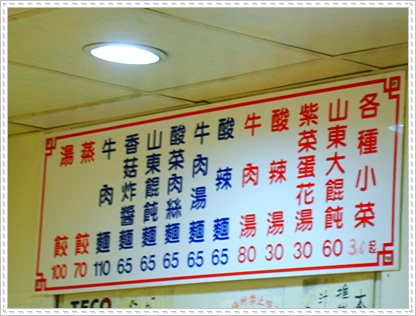 各種小菜 30起
山東大餛飩 60
紫菜蛋花湯 30
酸辣湯 30
牛肉湯 80
酸辣麵 65
牛肉湯麵 65
酸菜肉絲麵 65
山東餛飩麵 65
香菇炸醬麵 65
牛肉麵 110
蒸餃 70
湯餃 100
TECO